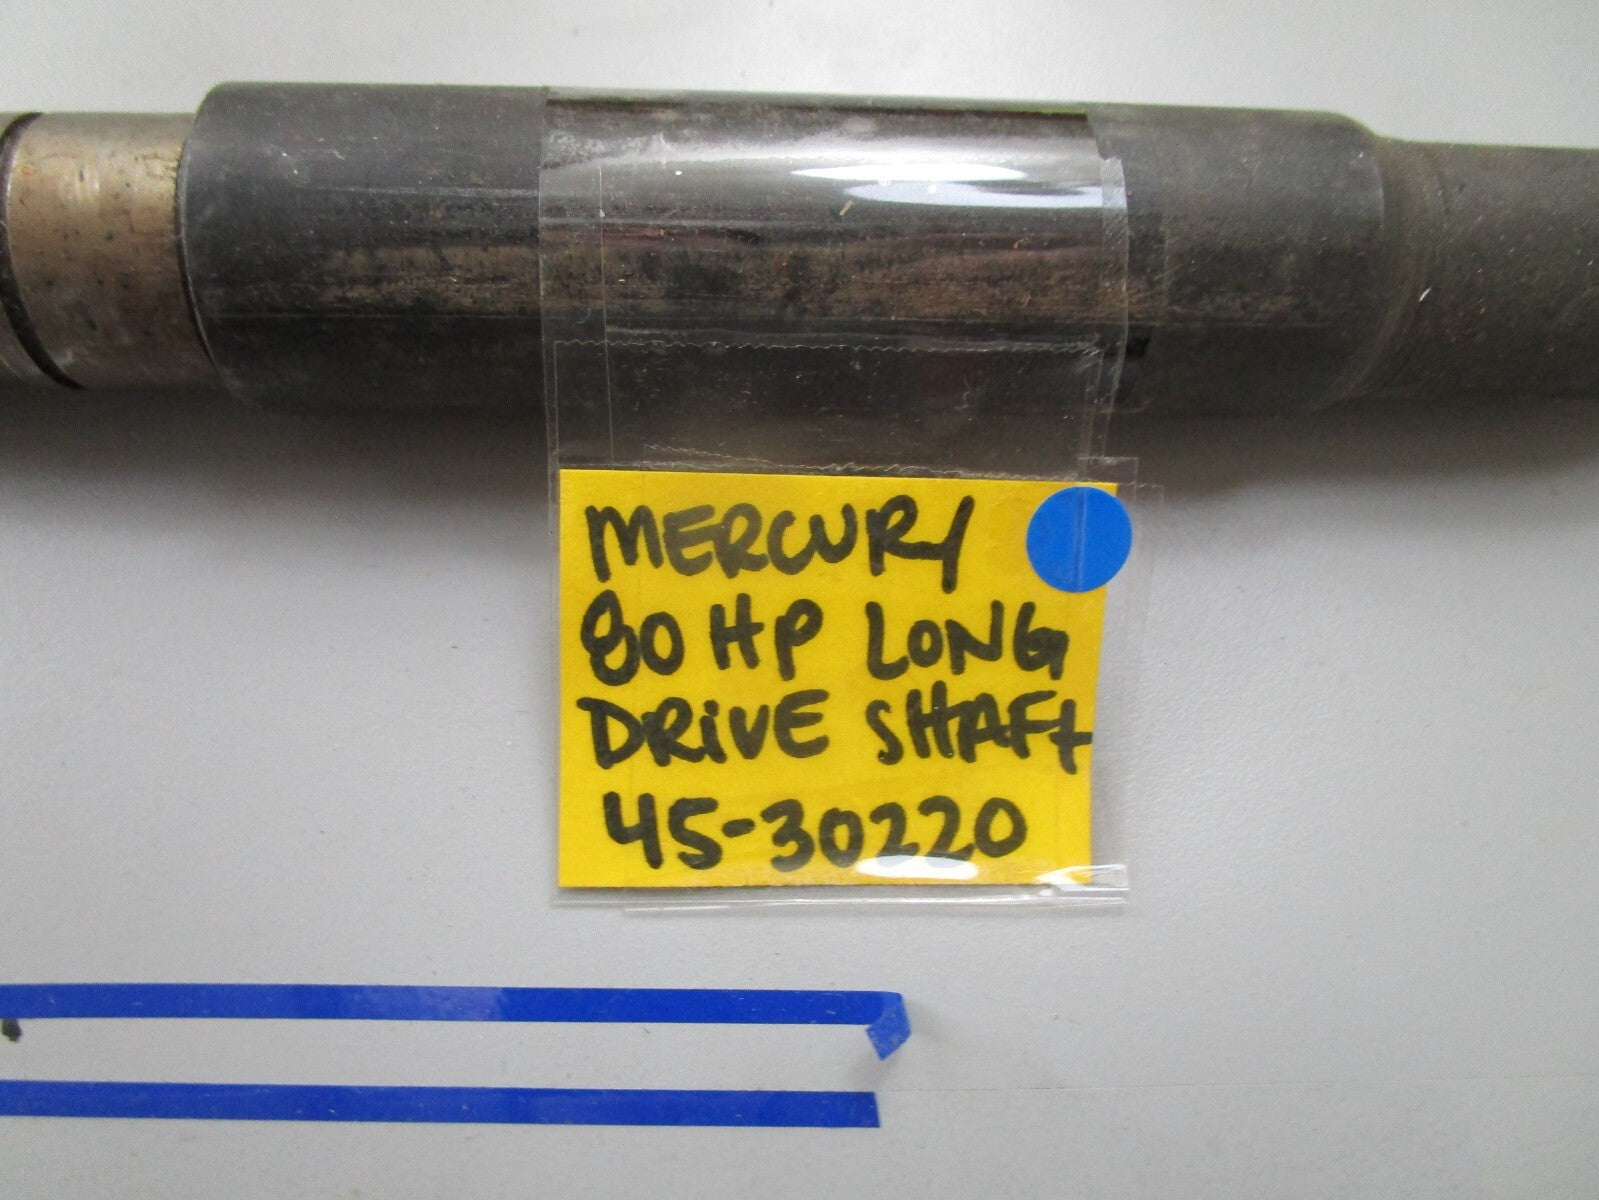 MERCURY
80 HP LONG
DRiVE SHAFt
45-30220